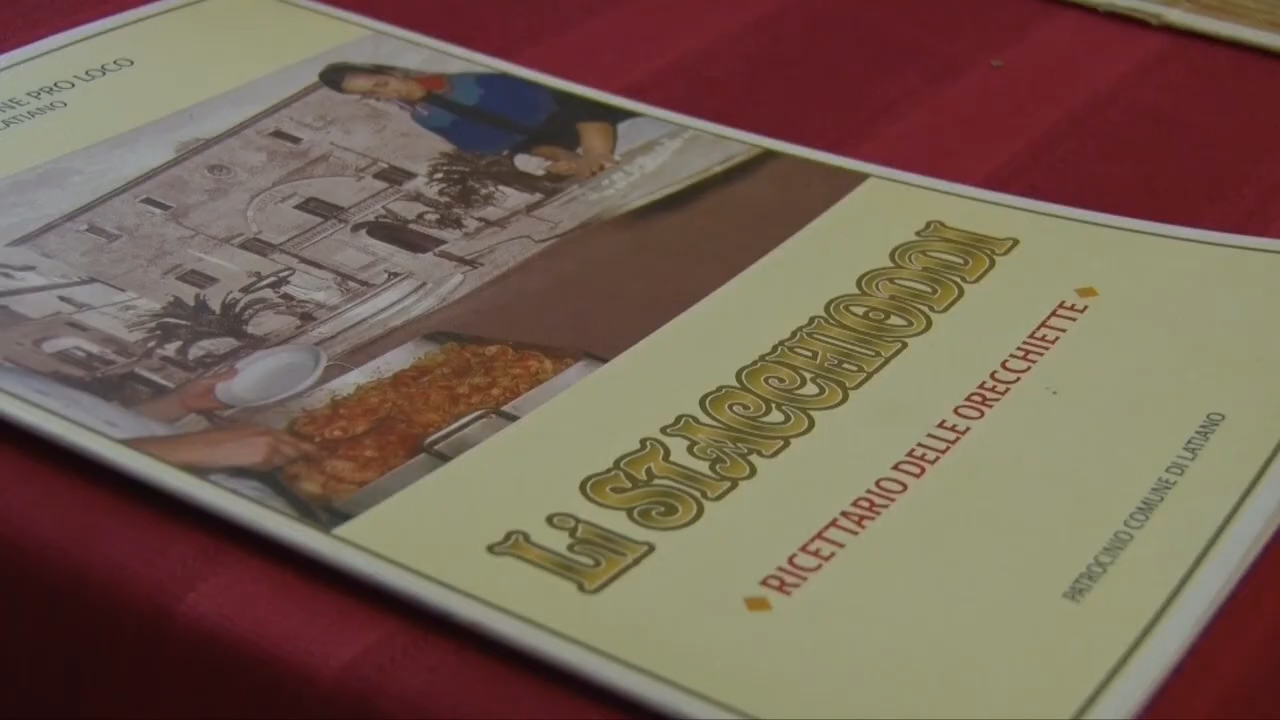 NE PRO LOCO
LATIANO
Li STACCHIODDI
RICETTARIO DELLE ORECCHIETTE
PATROCINIO COMUNE DI LATIANO